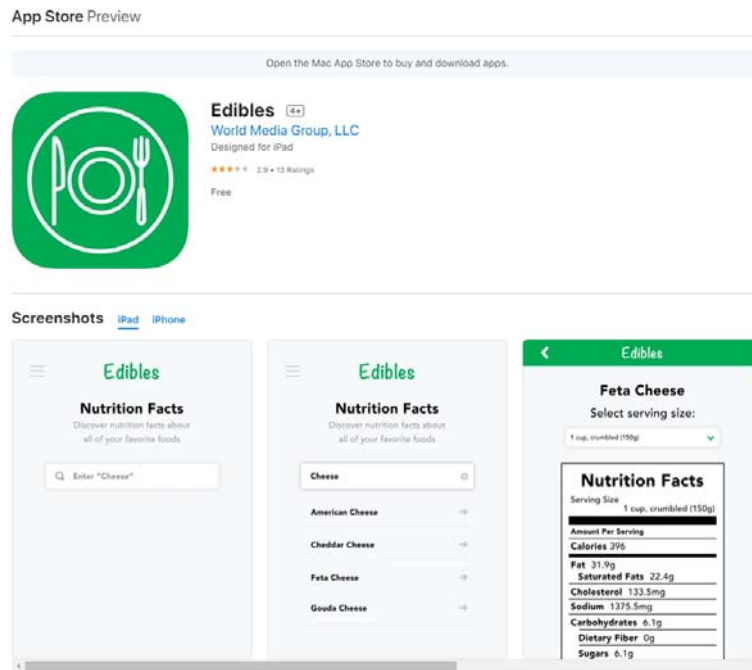 App Store Preview
Open the Mac App Store to buy and download apps.
Edibles 4+
World Media Group, LLC
Designed for iPad
2.9 • 13 Ratings
Free
Screenshots iPad iPhone
Edibles
Nutrition Facts
Discover nutrition facts about
all of your favorite foods
Enter "Cheese"
Edibles
Nutrition Facts
Discover nutrition facts about
all of your favorite foods
Cheese
American Cheese
Cheddar Cheese
Feta Cheese
Gouda Cheese
Edibles
Feta Cheese
Select serving size:
1 cup, crumbled (150g)
Nutrition Facts
Serving Size
1 cup, crumbled (150g)
Amount Per Serving
Calories 396
Fat 31.9g
Saturated Fats 22.4g
Cholesterol 133.5mg
Sodium 1375.5mg
Carbohydrates 6.1g
Dietary Fiber 0g
Sugars 6.1g